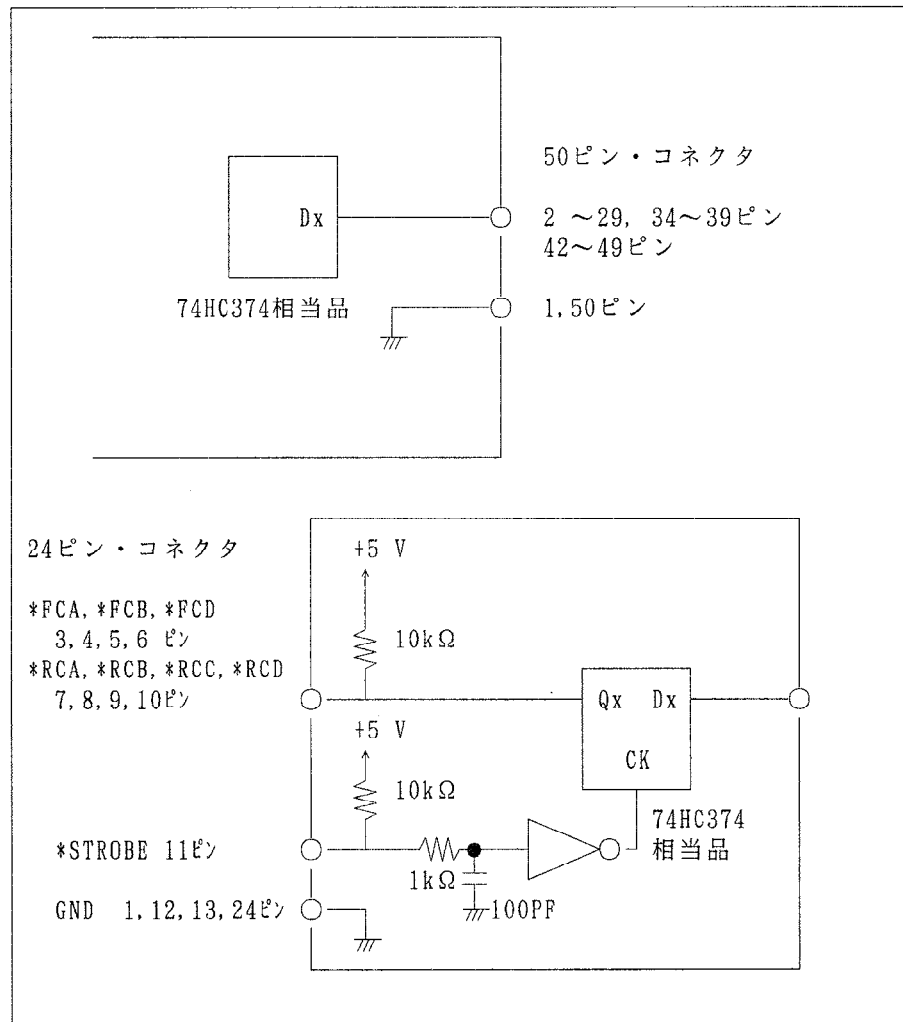 50ピン・コネクタ
Dx
2 ～29, 34～39ピン
42～49ピン
74HC374相当品
1,50ピン
24ピン・コネクタ
+5 V
*FCA, *FCB, *FCD
3, 4, 5, 6 ピン
10kΩ
*RCA, *RCB, *RCC, *RCD
7, 8, 9, 10ピン
Qx Dx
+5 V
CK
10kΩ
74HC374
相当品
*STROBE 11ピン
1kΩ
GND 1,12,13,24ピン
100PF